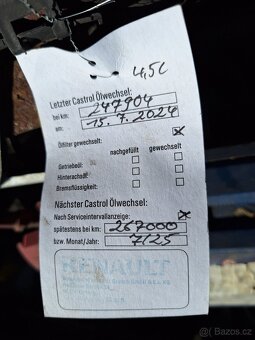 4,5L
Letzter Castrol Ölwechsel:
bei km: 247904
am: 15.7.2024
Ölfilter gewechselt:
nachgefüllt gewechselt
Getriebeöl:
Hinterachsöl:
Bremsflüssigkeit:
Nächster Castrol Ölwechsel:
Nach Serviceintervallanzeige:
spätestens bei km: 267000
bzw. Monat/Jahr: 7/25
RENAULT
Sbazar.cz